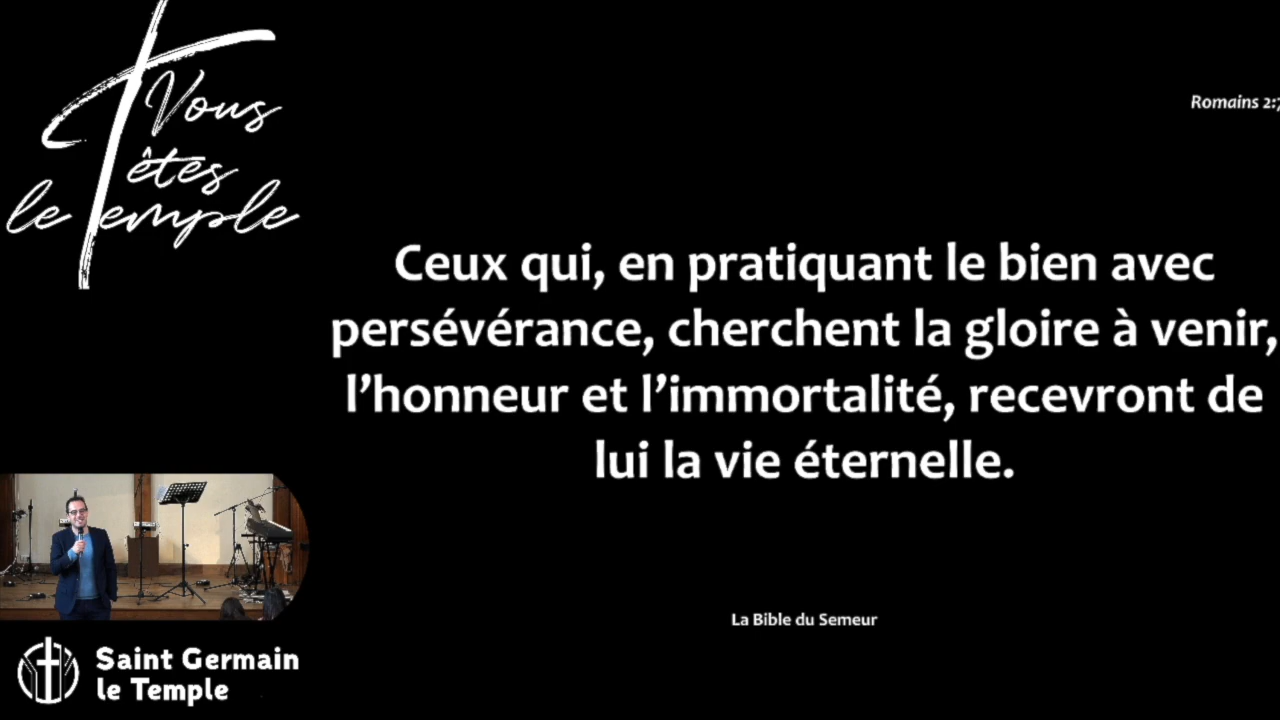 Vous
êtes
le Temple
Romains 2:7
Ceux qui, en pratiquant le bien avec
persévérance, cherchent la gloire à venir,
l’honneur et l’immortalité, recevront de
lui la vie éternelle.
La Bible du Semeur
Saint Germain
le Temple